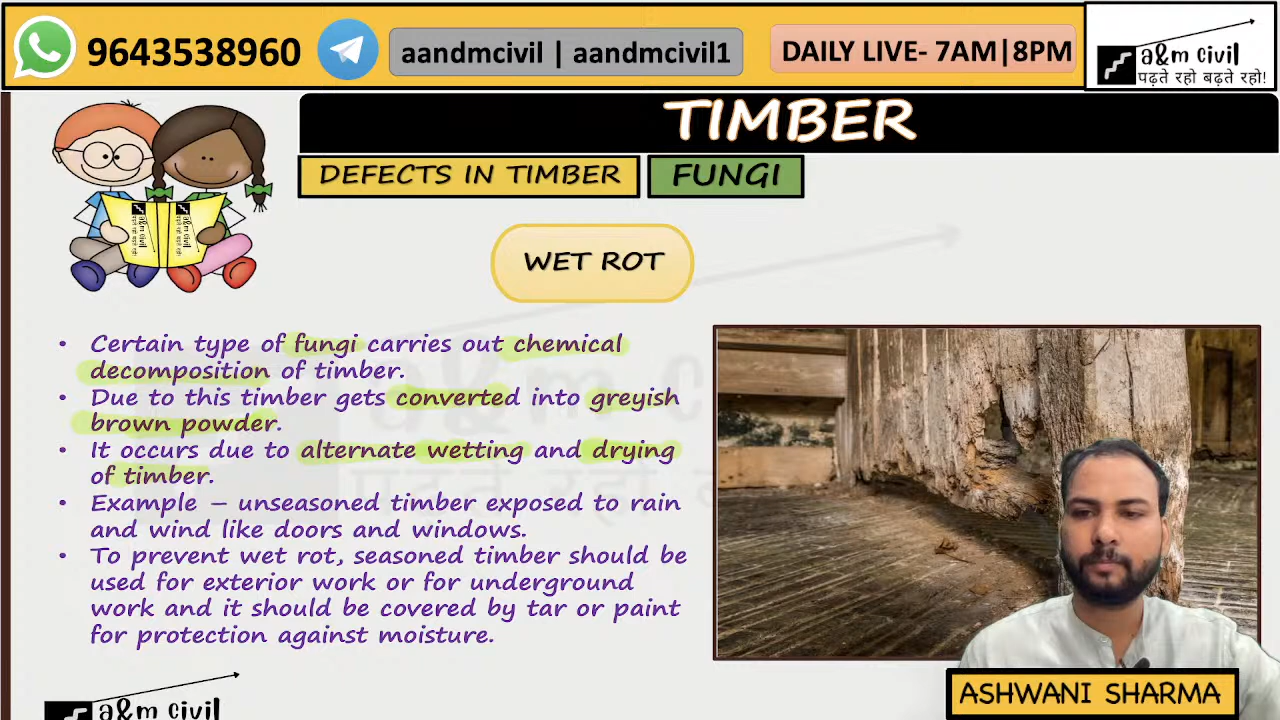 9643538960
aandmcivil | aandmcivil1
DAILY LIVE- 7AM|8PM
a&m civil
पढ़ते रहो बढ़ते रहो!
TIMBER
DEFECTS IN TIMBER
FUNGI
WET ROT
• Certain type of fungi carries out chemical
decomposition of timber.
• Due to this timber gets converted into greyish
brown powder.
• It occurs due to alternate wetting and drying
of timber.
• Example – unseasoned timber exposed to rain
and wind like doors and windows.
• To prevent wet rot, seasoned timber should be
used for exterior work or for underground
work and it should be covered by tar or paint
for protection against moisture.
ASHWANI SHARMA
a&m civil